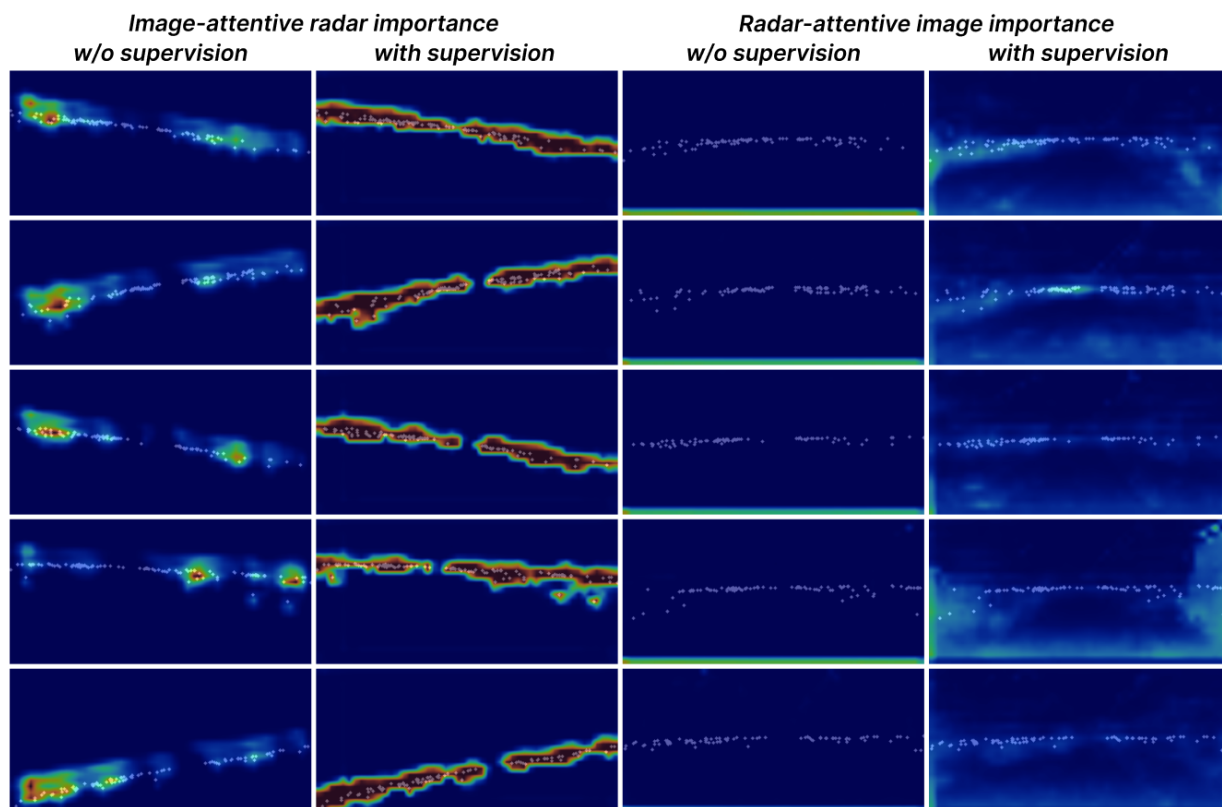 Image-attentive radar importance
Radar-attentive image importance
w/o supervision
with supervision
w/o supervision
with supervision